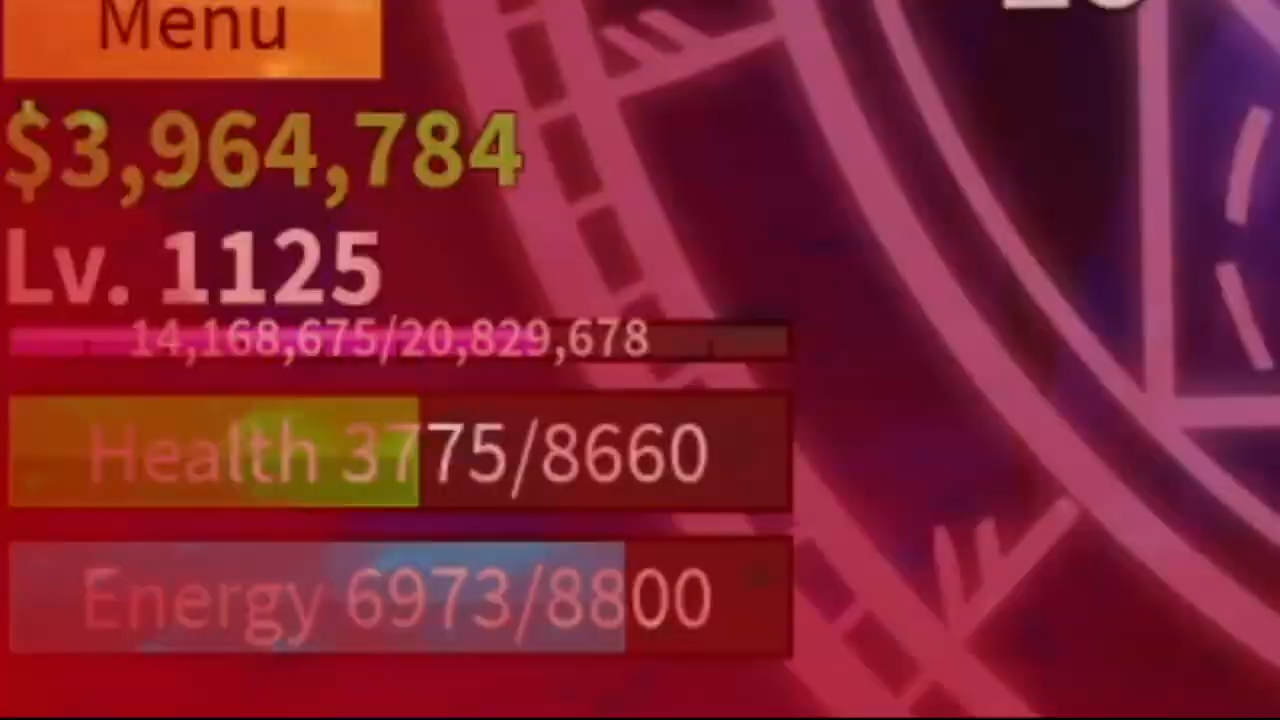 Menu
$3,964,784
Lv. 1125
14,168,675/20,829,678
Health 3775/8660
Energy 6973/8800